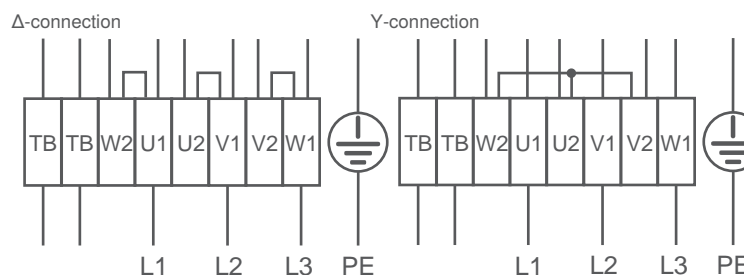 Δ-connection Y-connection
TB TB W2 U1 U2 V1 V2 W1 TB TB W2 U1 U2 V1 V2 W1
L1 L2 L3 PE L1 L2 L3 PE